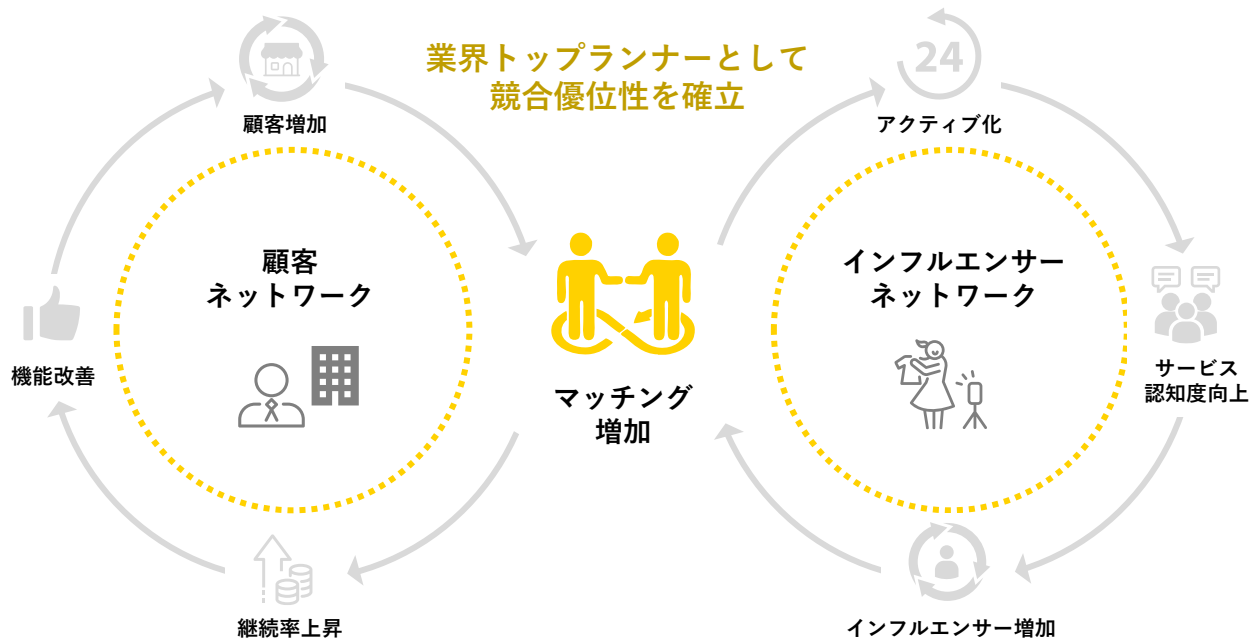 業界トップランナーとして
競合優位性を確立
24
顧客増加
アクティブ化
顧客
ネットワーク
インフルエンサー
ネットワーク
機能改善
マッチング
増加
サービス
認知度向上
継続率上昇
インフルエンサー増加